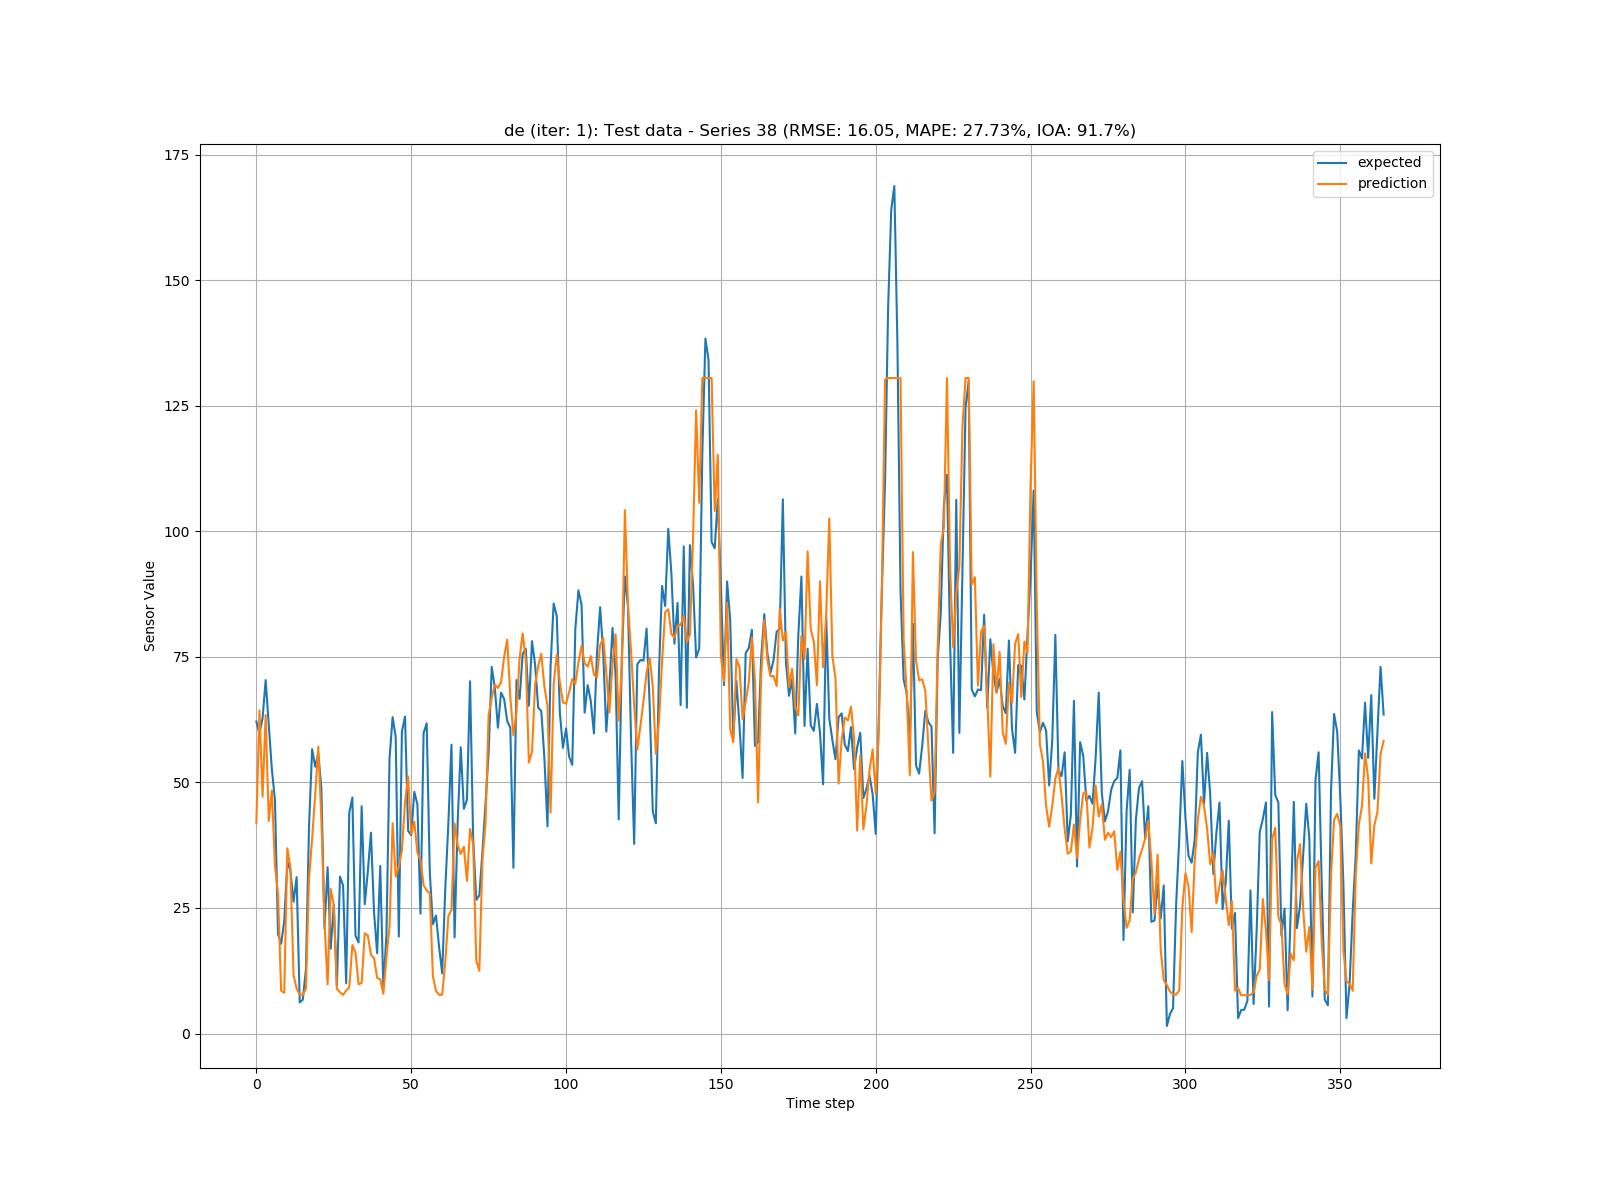 de (iter: 1): Test data - Series 38 (RMSE: 16.05, MAPE: 27.73%, IOA: 91.7%)
expected
prediction
175
150
125
100
75
50
25
0
Sensor Value
0 50 100 150 200 250 300 350
Time step